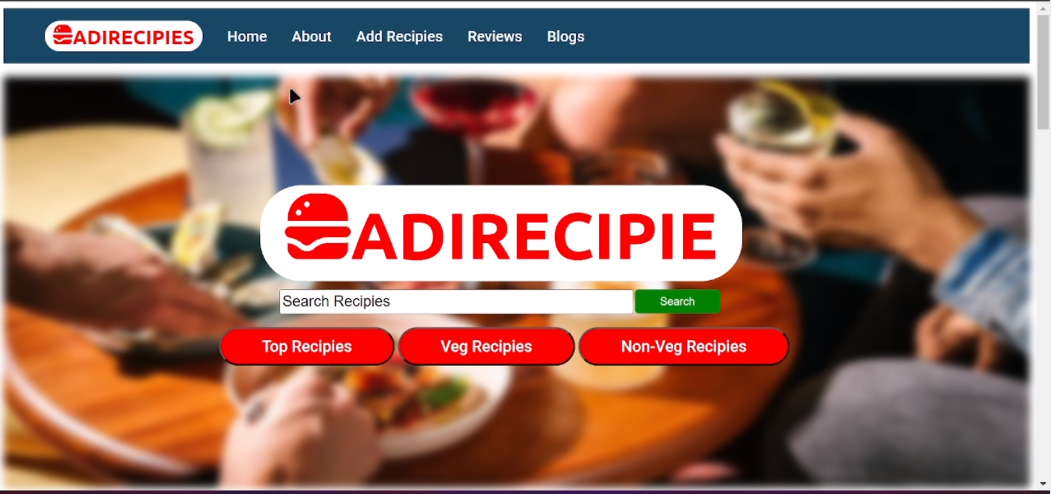 ADIRECIPIES Home About Add Recipies Reviews Blogs
ADIRECIPIE
Search Recipies Search
Top Recipies Veg Recipies Non-Veg Recipies